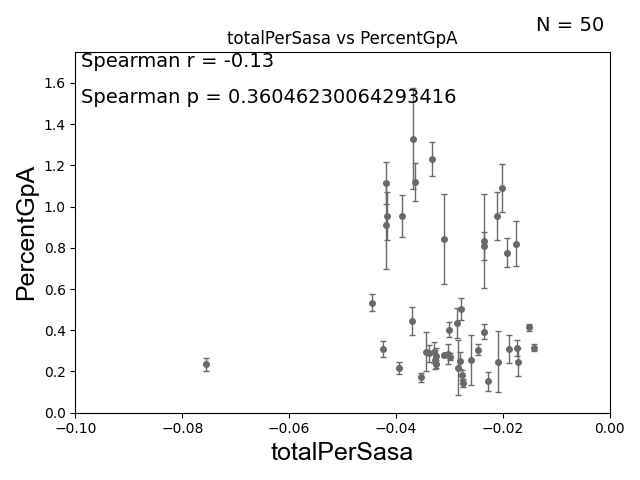 N = 50
totalPerSasa vs PercentGpA
Spearman r = -0.13
Spearman p = 0.36046230064293416
PercentGpA
1.6
1.4
1.2
1.0
0.8
0.6
0.4
0.2
0.0
−0.10 −0.08 −0.06 −0.04 −0.02 0.00
totalPerSasa